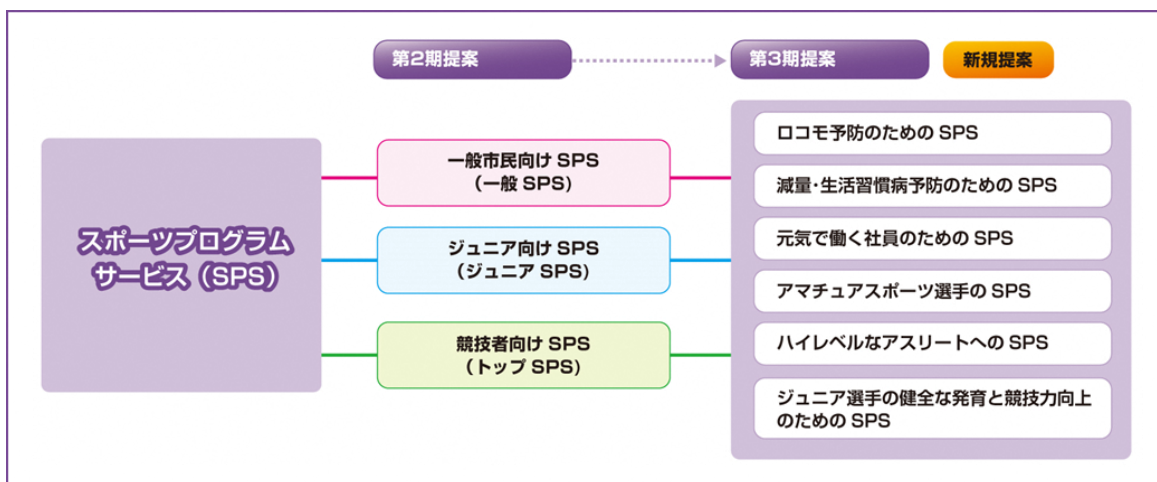 第2期提案
第3期提案
新規提案
スポーツプログラム
サービス（SPS）
一般市民向け SPS
（一般 SPS）
ジュニア向け SPS
（ジュニア SPS）
競技者向け SPS
（トップ SPS）
ロコモ予防のための SPS
減量･生活習慣病予防のための SPS
元気で働く社員のための SPS
アマチュアスポーツ選手の SPS
ハイレベルなアスリートへの SPS
ジュニア選手の健全な発育と競技力向上
のための SPS